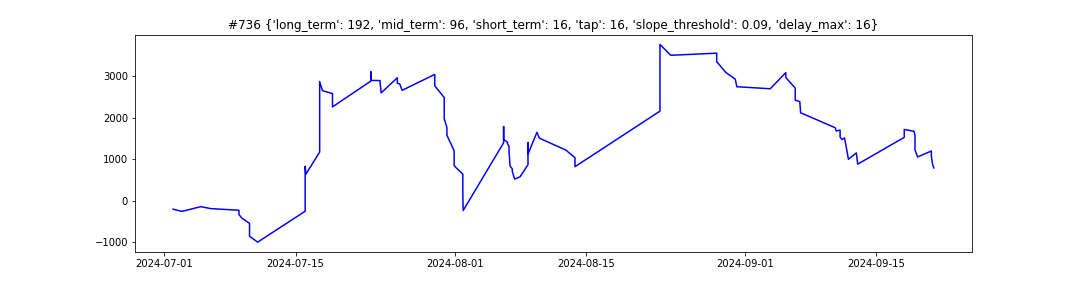 #736 {'long_term': 192, 'mid_term': 96, 'short_term': 16, 'tap': 16, 'slope_threshold': 0.09, 'delay_max': 16}
3000
2000
1000
0
−1000
2024-07-01 2024-07-15 2024-08-01 2024-08-15 2024-09-01 2024-09-15